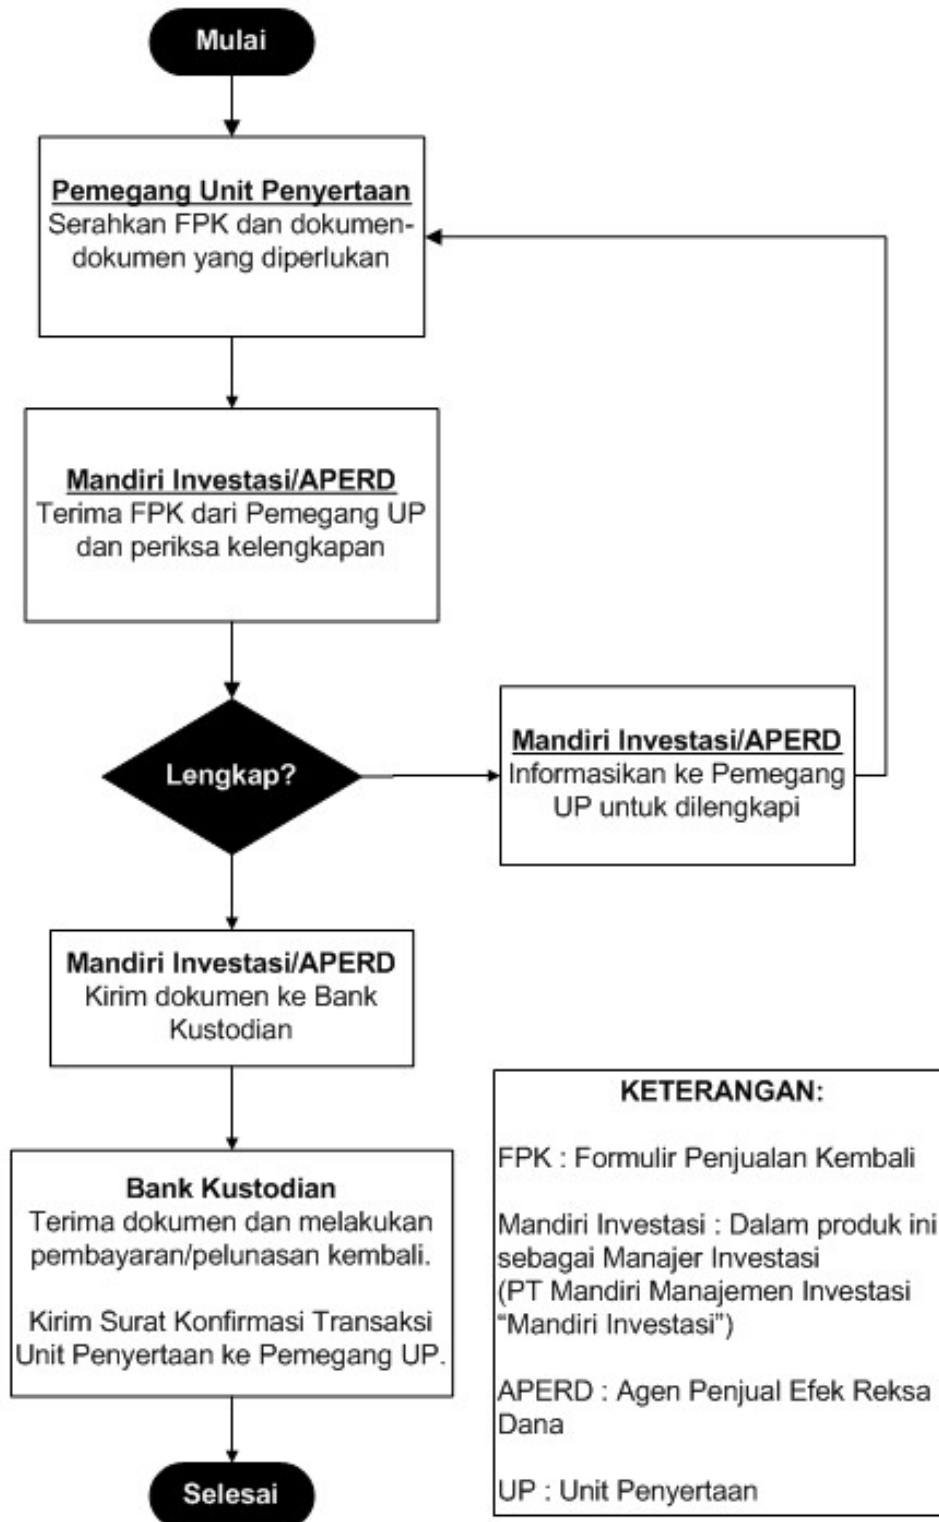 Mulai
Pemegang Unit Penyertaan
Serahkan FPK dan dokumen-
dokumen yang diperlukan
Mandiri Investasi/APERD
Terima FPK dari Pemegang UP
dan periksa kelengkapan
Lengkap?
Mandiri Investasi/APERD
Informasikan ke Pemegang
UP untuk dilengkapi
Mandiri Investasi/APERD
Kirim dokumen ke Bank
Kustodian
Bank Kustodian
Terima dokumen dan melakukan
pembayaran/pelunasan kembali.
Kirim Surat Konfirmasi Transaksi
Unit Penyertaan ke Pemegang UP.
Selesai
KETERANGAN:
FPK : Formulir Penjualan Kembali
Mandiri Investasi : Dalam produk ini
sebagai Manajer Investasi
(PT Mandiri Manajemen Investasi
“Mandiri Investasi”)
APERD : Agen Penjual Efek Reksa
Dana
UP : Unit Penyertaan